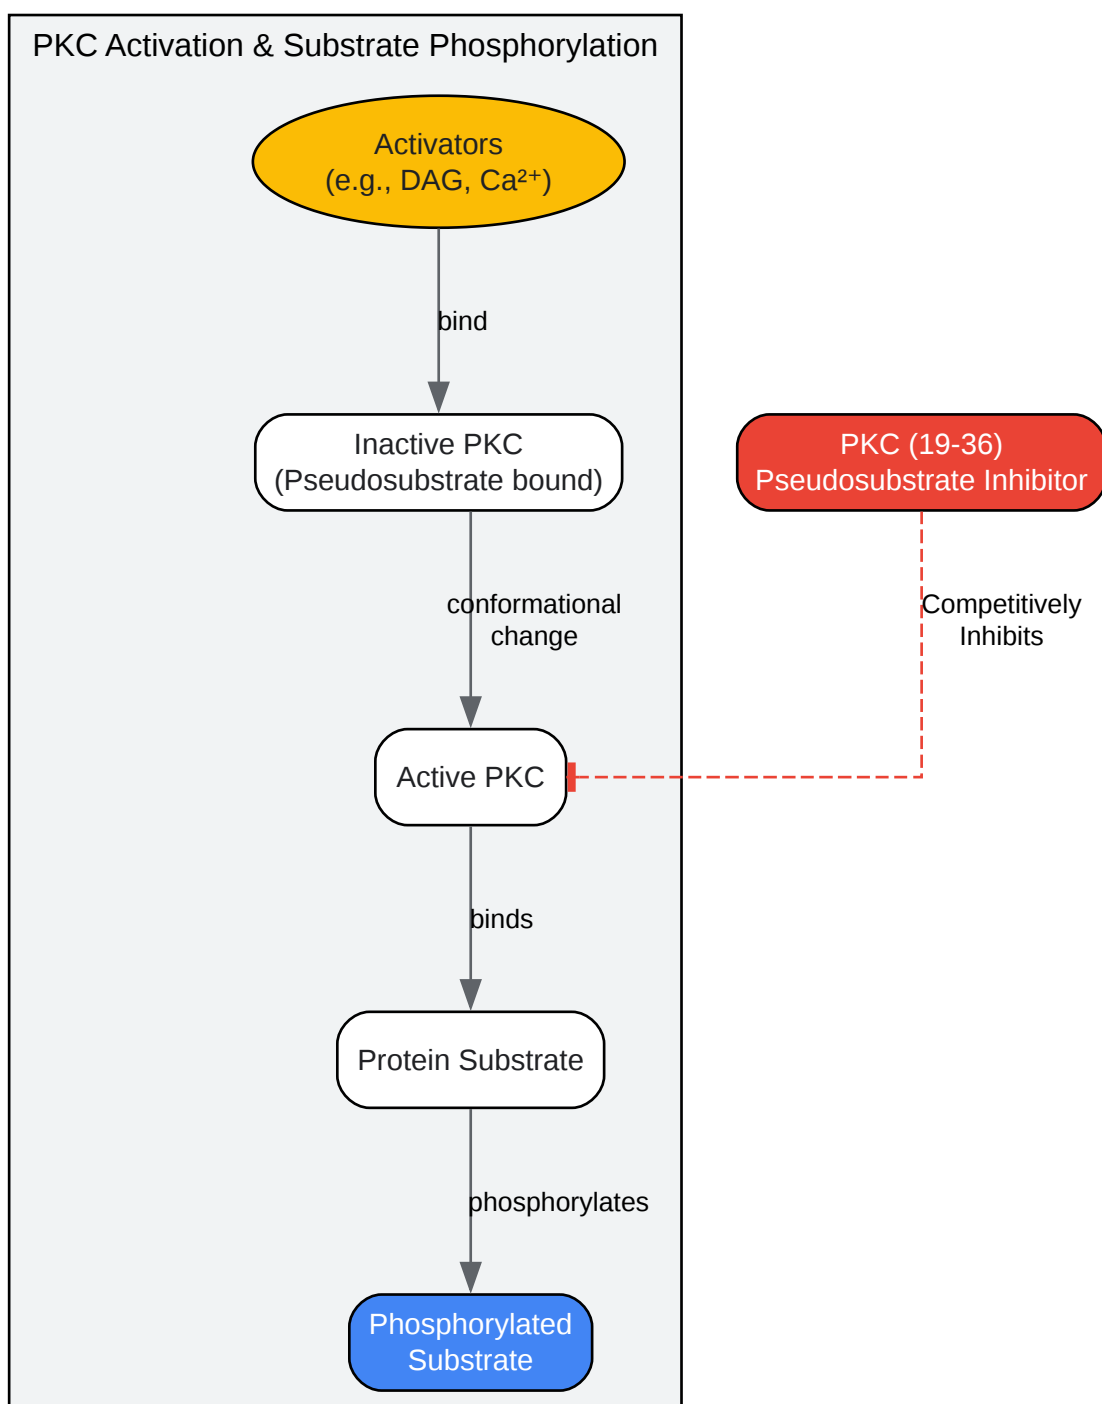 PKC Activation & Substrate Phosphorylation
Activators
(e.g., DAG, Ca²⁺)
bind
Inactive PKC
(Pseudosubstrate bound)
PKC (19-36)
Pseudosubstrate Inhibitor
conformational
change
Competitively
Inhibits
Active PKC
binds
Protein Substrate
phosphorylates
Phosphorylated
Substrate